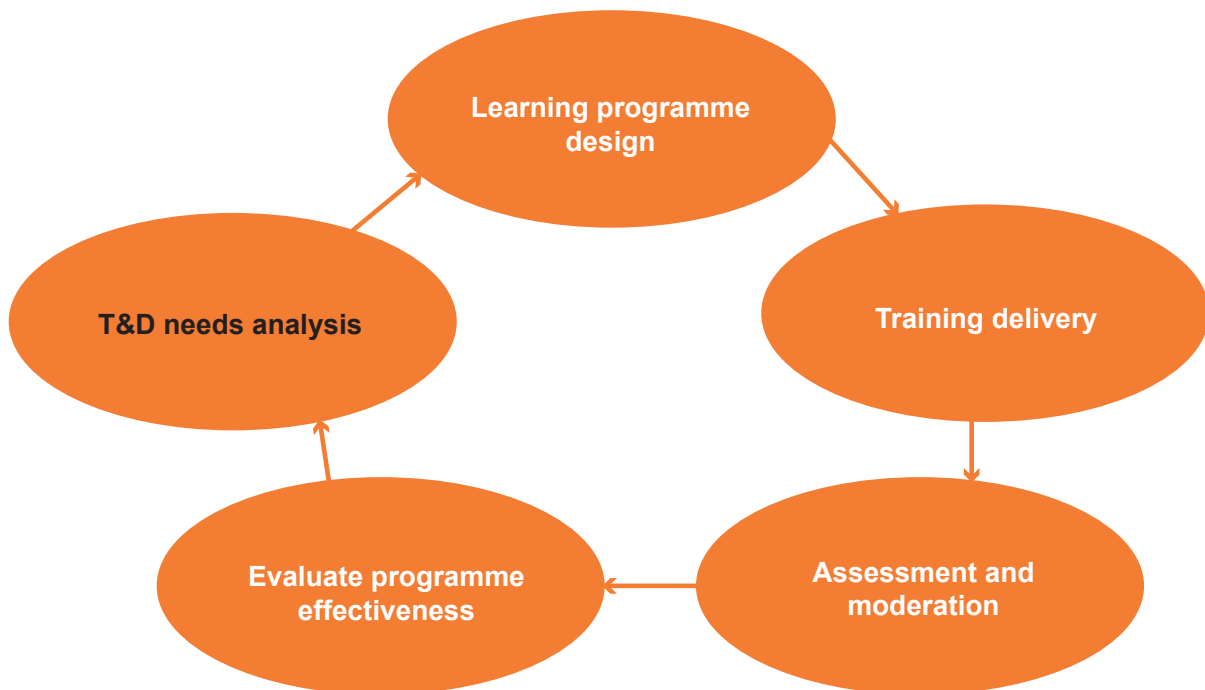 Learning programme
design
T&D needs analysis
Training delivery
Evaluate programme
effectiveness
Assessment and
moderation